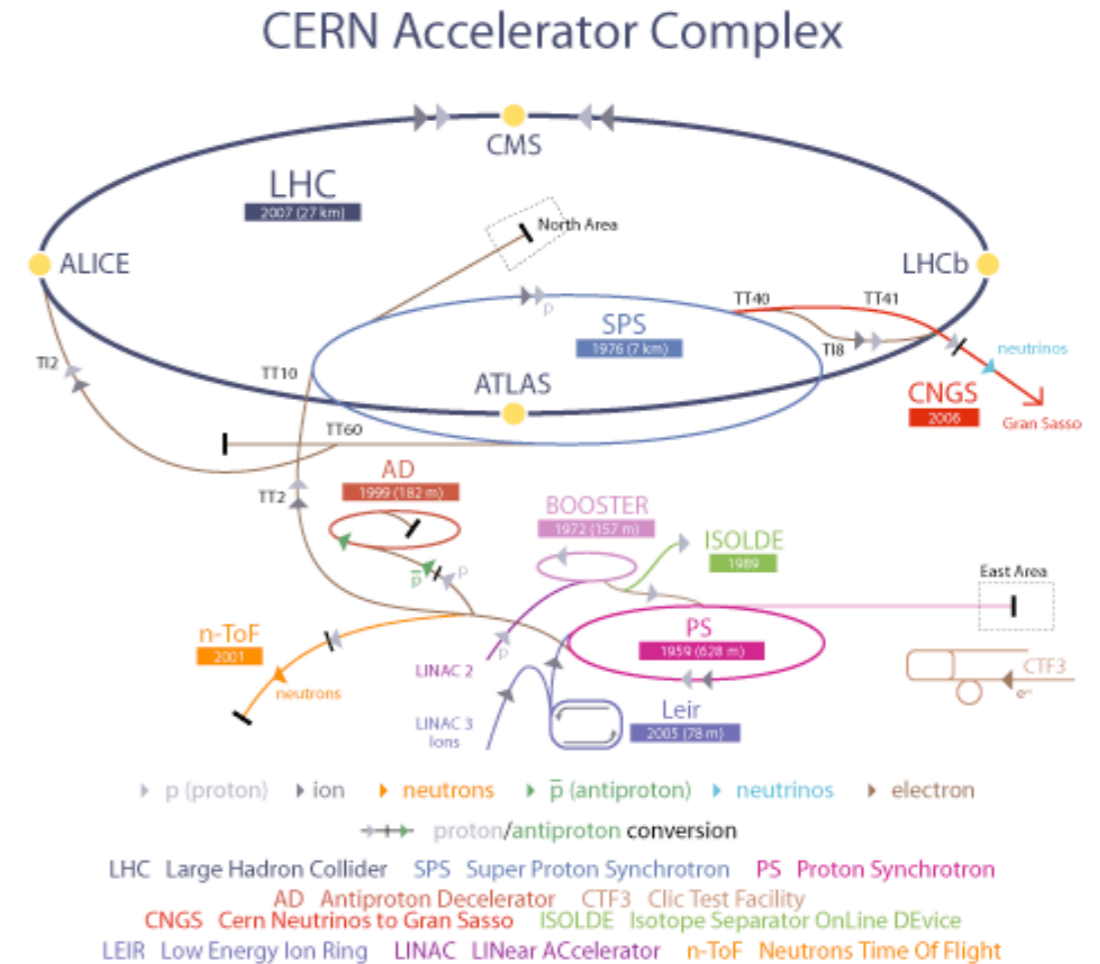 CERN Accelerator Complex
CMS
LHC
2007 (27 km)
North Area
ALICE
LHCb
TT40
TT41
p
SPS
1976 (7 km)
TI8
neutrinos
TI2
TT10
ATLAS
CNGS
2006
Gran Sasso
TT60
AD
1999 (182 m)
TT2
BOOSTER
1972 (157 m)
ISOLDE
1989
p̅
p
East Area
n-ToF
2001
PS
1959 (628 m)
p
LINAC 2
neutrons
CTF3
e-
LINAC 3
Ions
Leir
2005 (78 m)
p (proton) ion neutrons p̅ (antiproton) neutrinos electron
proton/antiproton conversion
LHC Large Hadron Collider SPS Super Proton Synchrotron PS Proton Synchrotron
AD Antiproton Decelerator CTF3 Clic Test Facility
CNGS Cern Neutrinos to Gran Sasso ISOLDE Isotope Separator OnLine DEvice
LEIR Low Energy Ion Ring LINAC LINear ACcelerator n-ToF Neutrons Time Of Flight